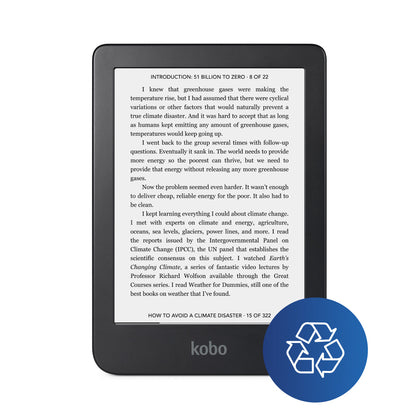 INTRODUCTION: 51 BILLION TO ZERO · 8 OF 22
I knew that greenhouse gases were making the
temperature rise, but I had assumed that there were cyclical
variations or other factors that would naturally prevent a
true climate disaster. And it was hard to accept that as long
as humans kept emitting any amount of greenhouse gases,
temperatures would keep going up.
I went back to the group several times with follow-up
questions. Eventually it sank in. The world needs to provide
more energy so the poorest can thrive, but we need to
provide that energy without releasing any more greenhouse
gases.
Now the problem seemed even harder. It wasn't enough
to deliver cheap, reliable energy for the poor. It also had to
be clean.
I kept learning everything I could about climate change.
I met with experts on climate and energy, agriculture,
oceans, sea levels, glaciers, power lines, and more. I read
the reports issued by the Intergovernmental Panel on
Climate Change (IPCC), the UN panel that establishes the
scientific consensus on this subject. I watched Earth's
Changing Climate, a series of fantastic video lectures by
Professor Richard Wolfson available through the Great
Courses series. I read Weather for Dummies, still one of the
best books on weather that I've found.
HOW TO AVOID A CLIMATE DISASTER · 15 OF 322
kobo